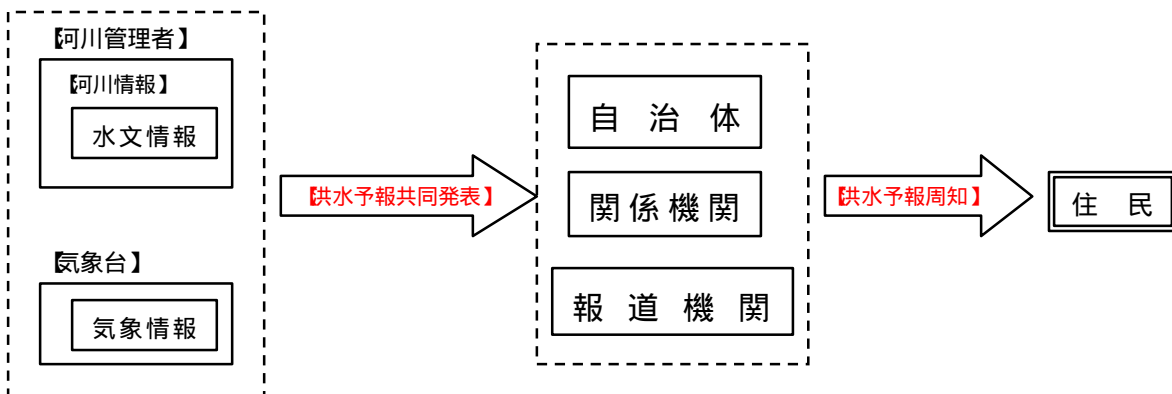 【河川管理者】
【河川情報】
水文情報
【気象台】
気象情報
【洪水予報共同発表】
自治体
関係機関
報道機関
【洪水予報周知】
住民